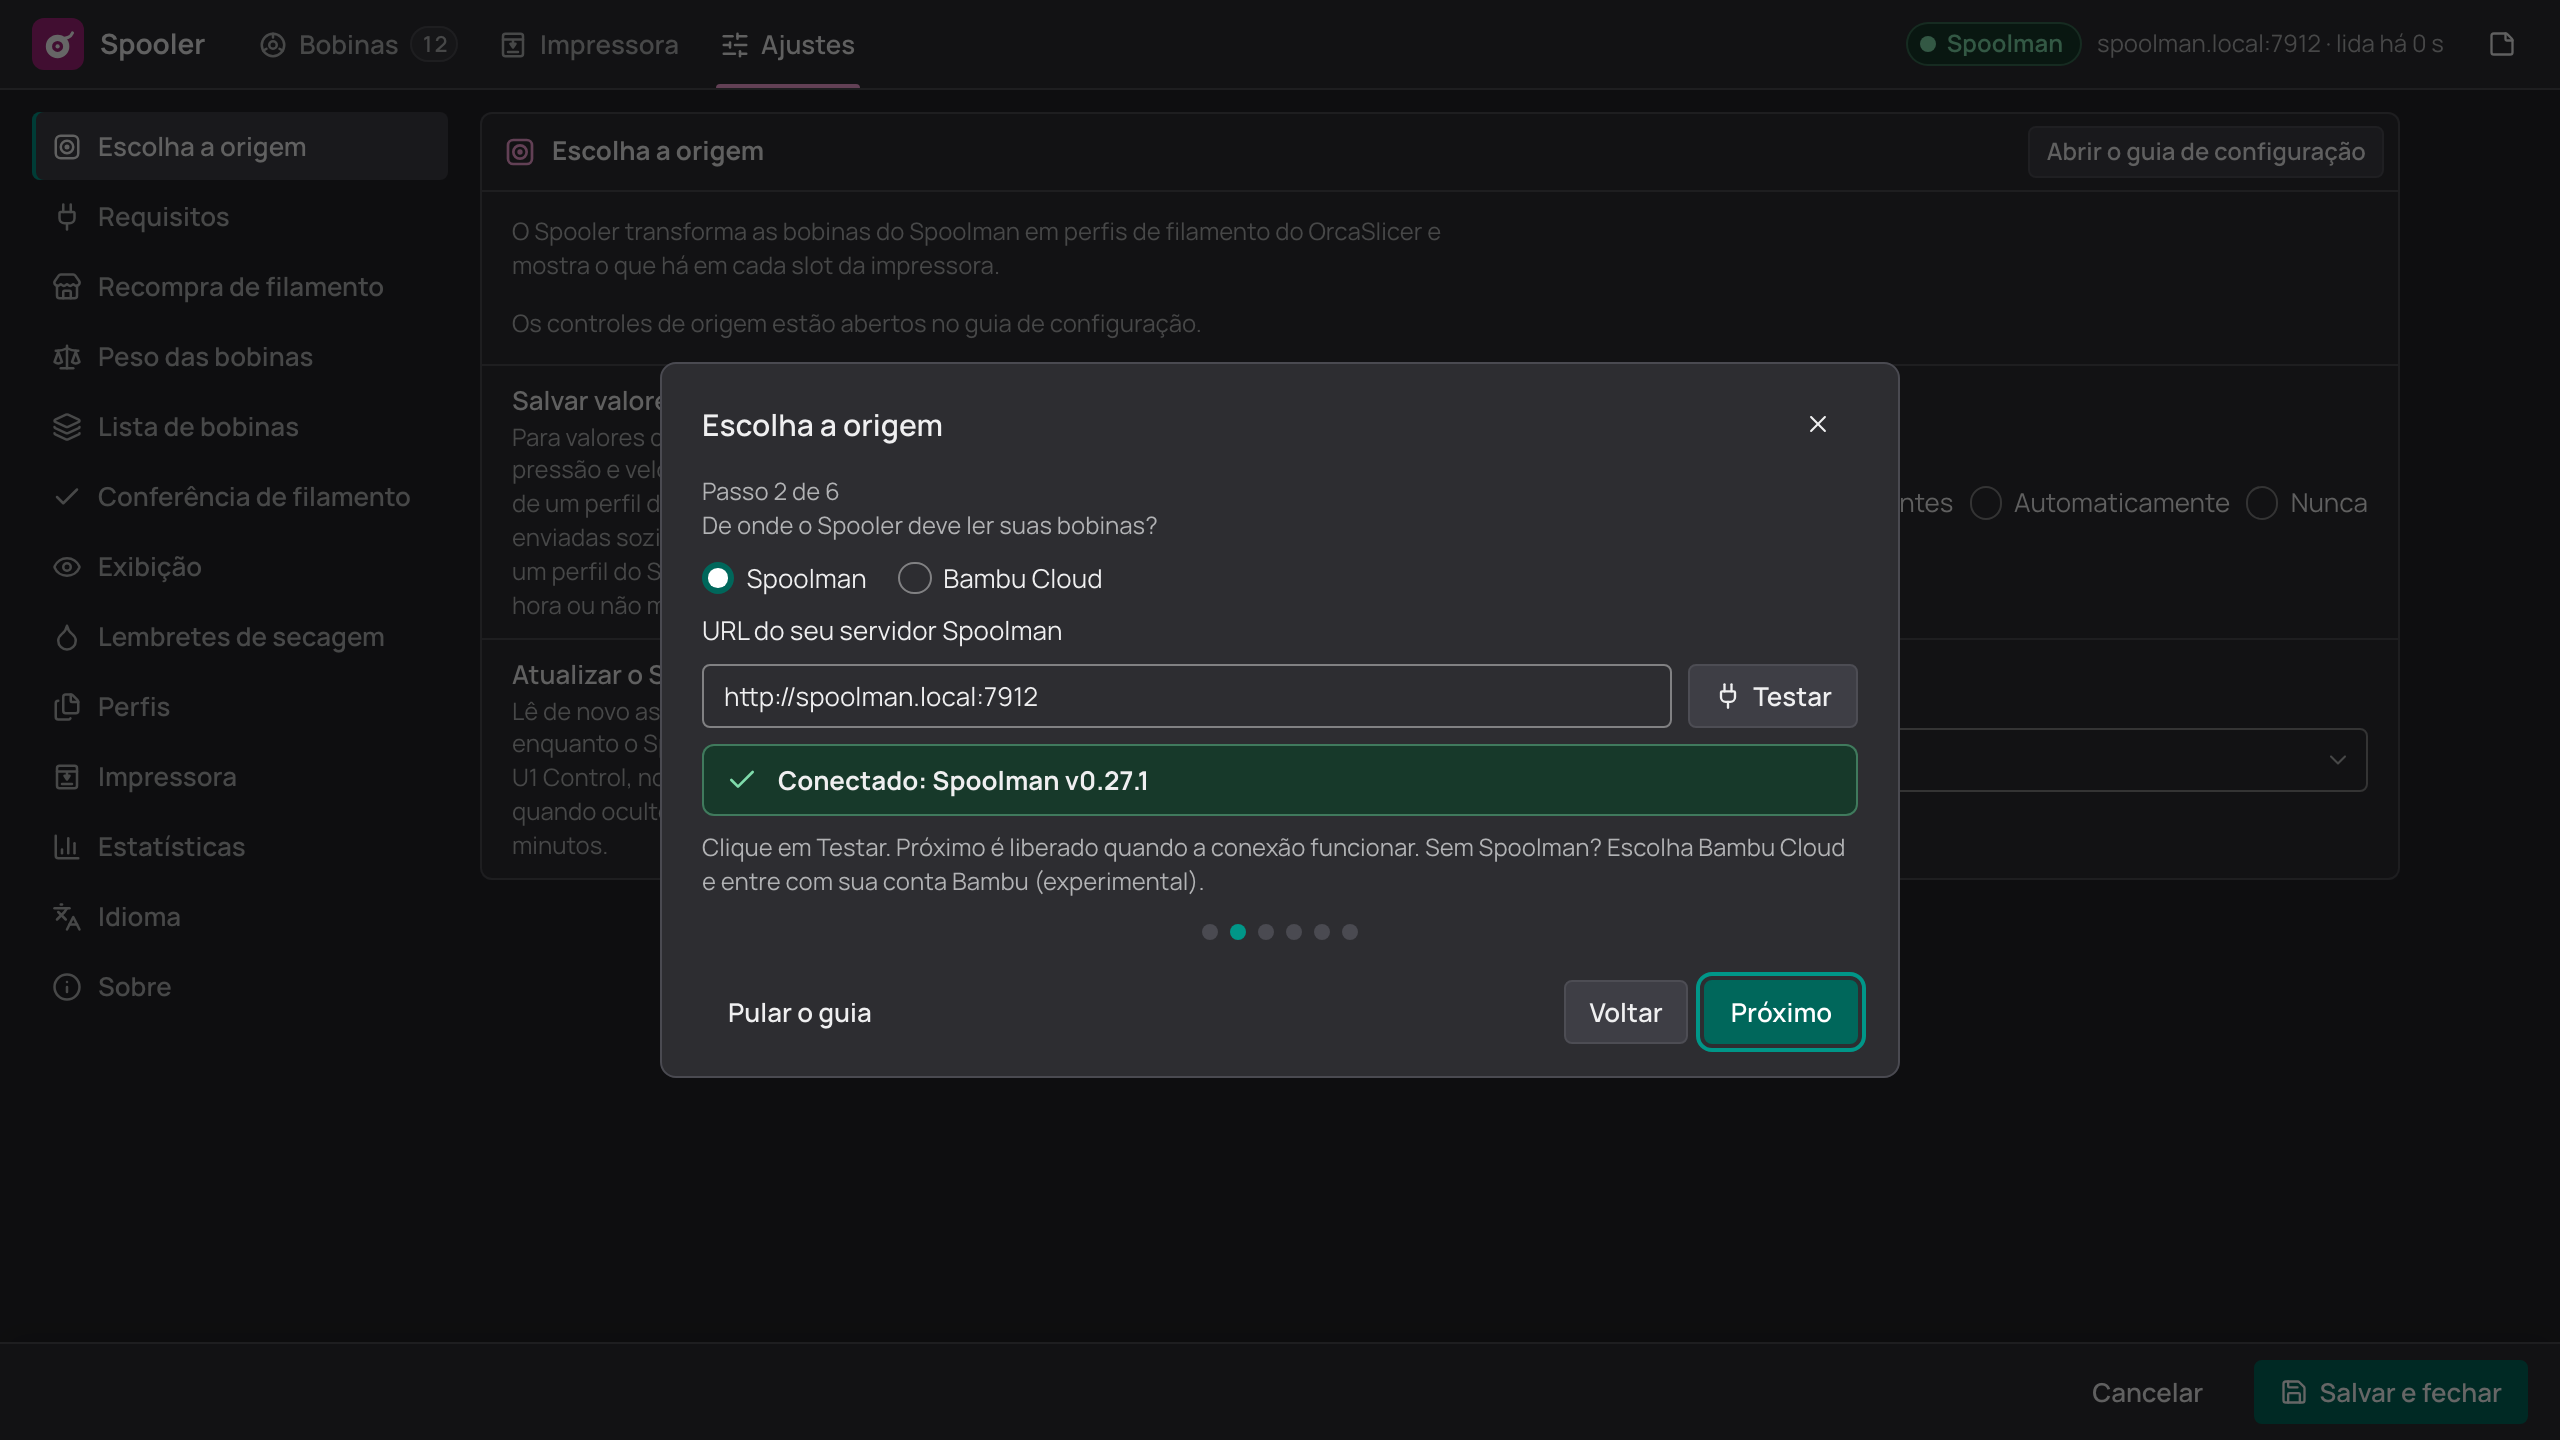 Spooler
Bobinas 12
Impressora
Ajustes
Spoolman
spoolman.local:7912 · lida há 0 s
Escolha a origem
Requisitos
Recompra de filamento
Peso das bobinas
Lista de bobinas
Conferência de filamento
Exibição
Lembretes de secagem
Perfis
Impressora
Estatísticas
Idioma
Sobre
Escolha a origem
Abrir o guia de configuração
O Spooler transforma as bobinas do Spoolman em perfis de filamento do OrcaSlicer e
mostra o que há em cada slot da impressora.
Os controles de origem estão abertos no guia de configuração.
Salvar
Para valores
pressão e
de um perfil
enviadas
um perfil do
hora ou não
Automaticamente
Nunca
Atualizar o
Lê de novo as
enquanto o
U1 Control,
quando
minutos.
Escolha a origem
Passo 2 de 6
De onde o Spooler deve ler suas bobinas?
Spoolman
Bambu Cloud
URL do seu servidor Spoolman
http://spoolman.local:7912
Testar
Conectado: Spoolman v0.27.1
Clique em Testar. Próximo é liberado quando a conexão funcionar. Sem Spoolman? Escolha Bambu Cloud
e entre com sua conta Bambu (experimental).
Pular o guia
Voltar
Próximo
Cancelar
Salvar e fechar